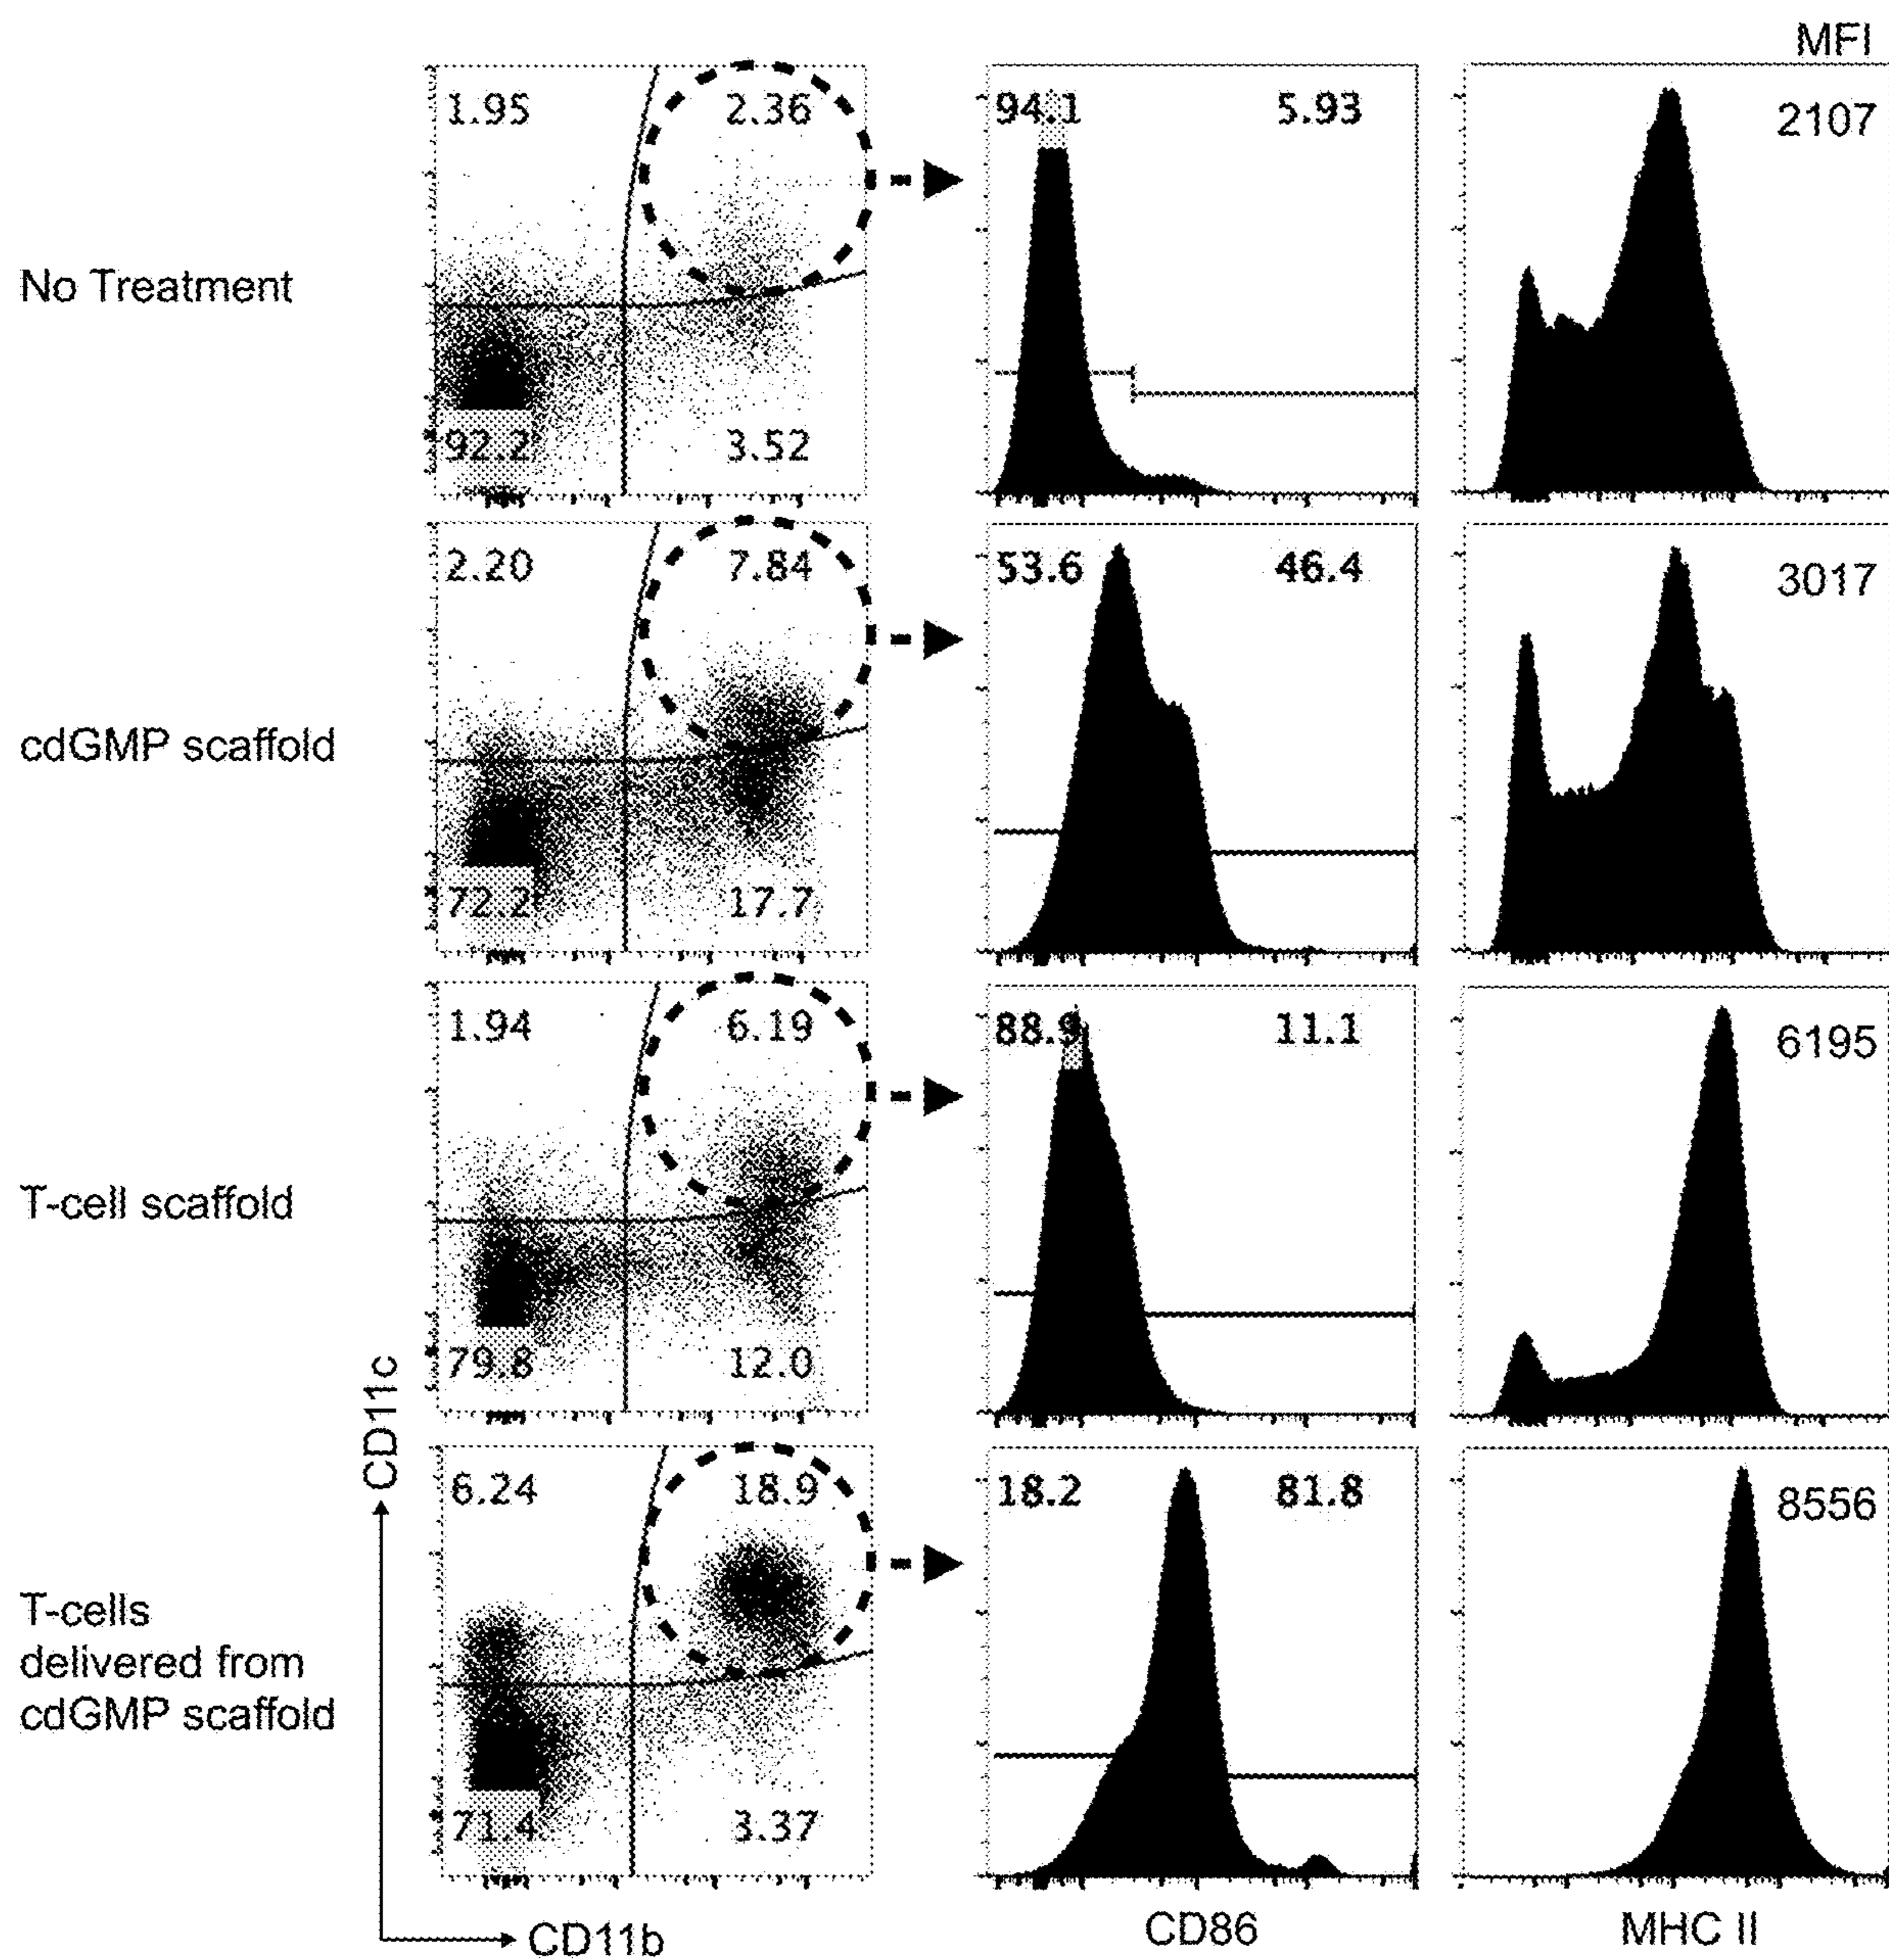 MFI
1.95 2.36 94.1 5.93 2107
No Treatment
92.2 3.52
2.20 7.84 53.6 46.4 3017
cdGMP scaffold
72.2 17.7
1.94 6.19 88.9 11.1 6195
T-cell scaffold
79.8 12.0
CD11c
6.24 18.9 18.2 81.8 8556
T-cells
delivered from
cdGMP scaffold
71.4 3.37
CD11b CD86 MHC II